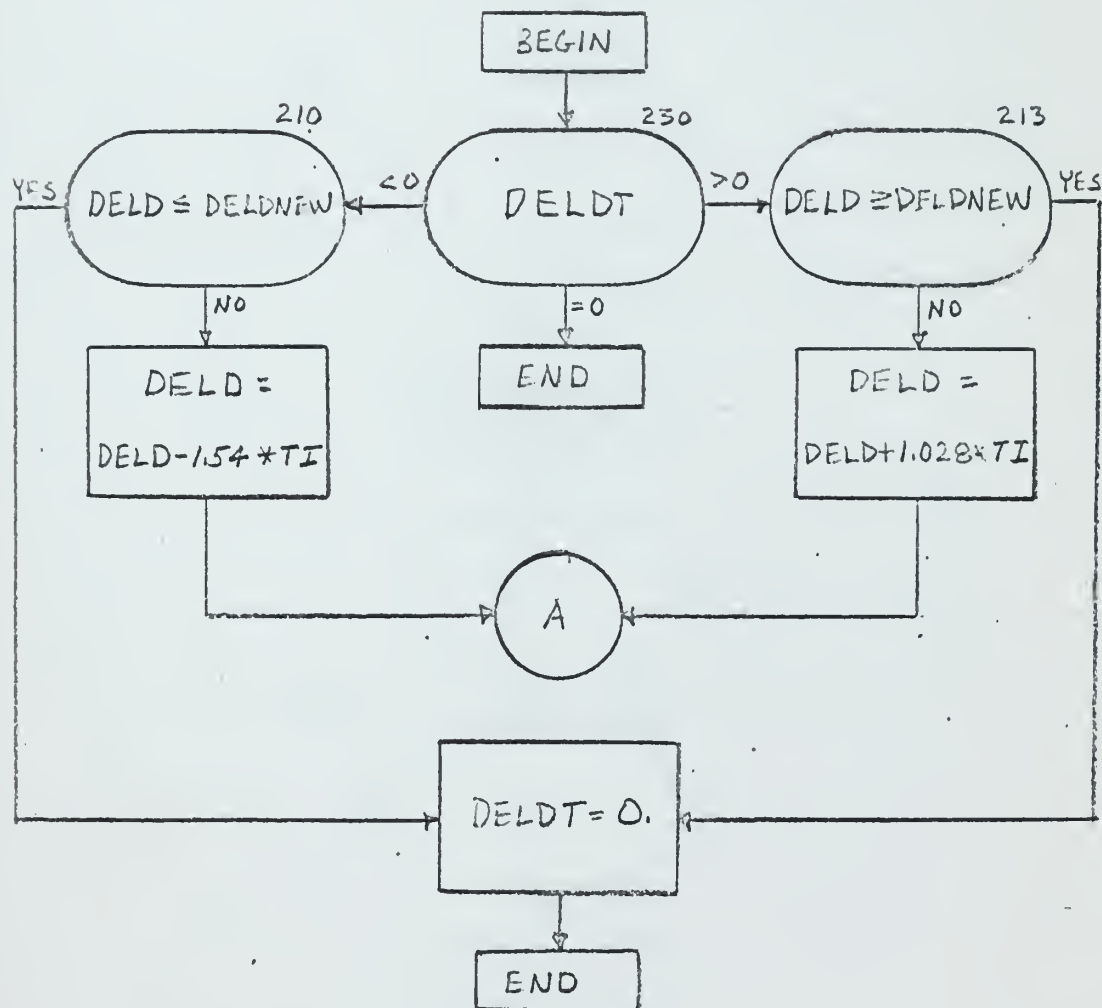 BEGIN
210
230
213
YES
DELD ≤ DELDNEW
<0
DELDT
>0
DELD ≥ DELDNEW
YES
NO
=0
NO
DELD =
DELD-1.54*TI
END
DELD =
DELD+1.028*TI
A
DELDT = 0.
END